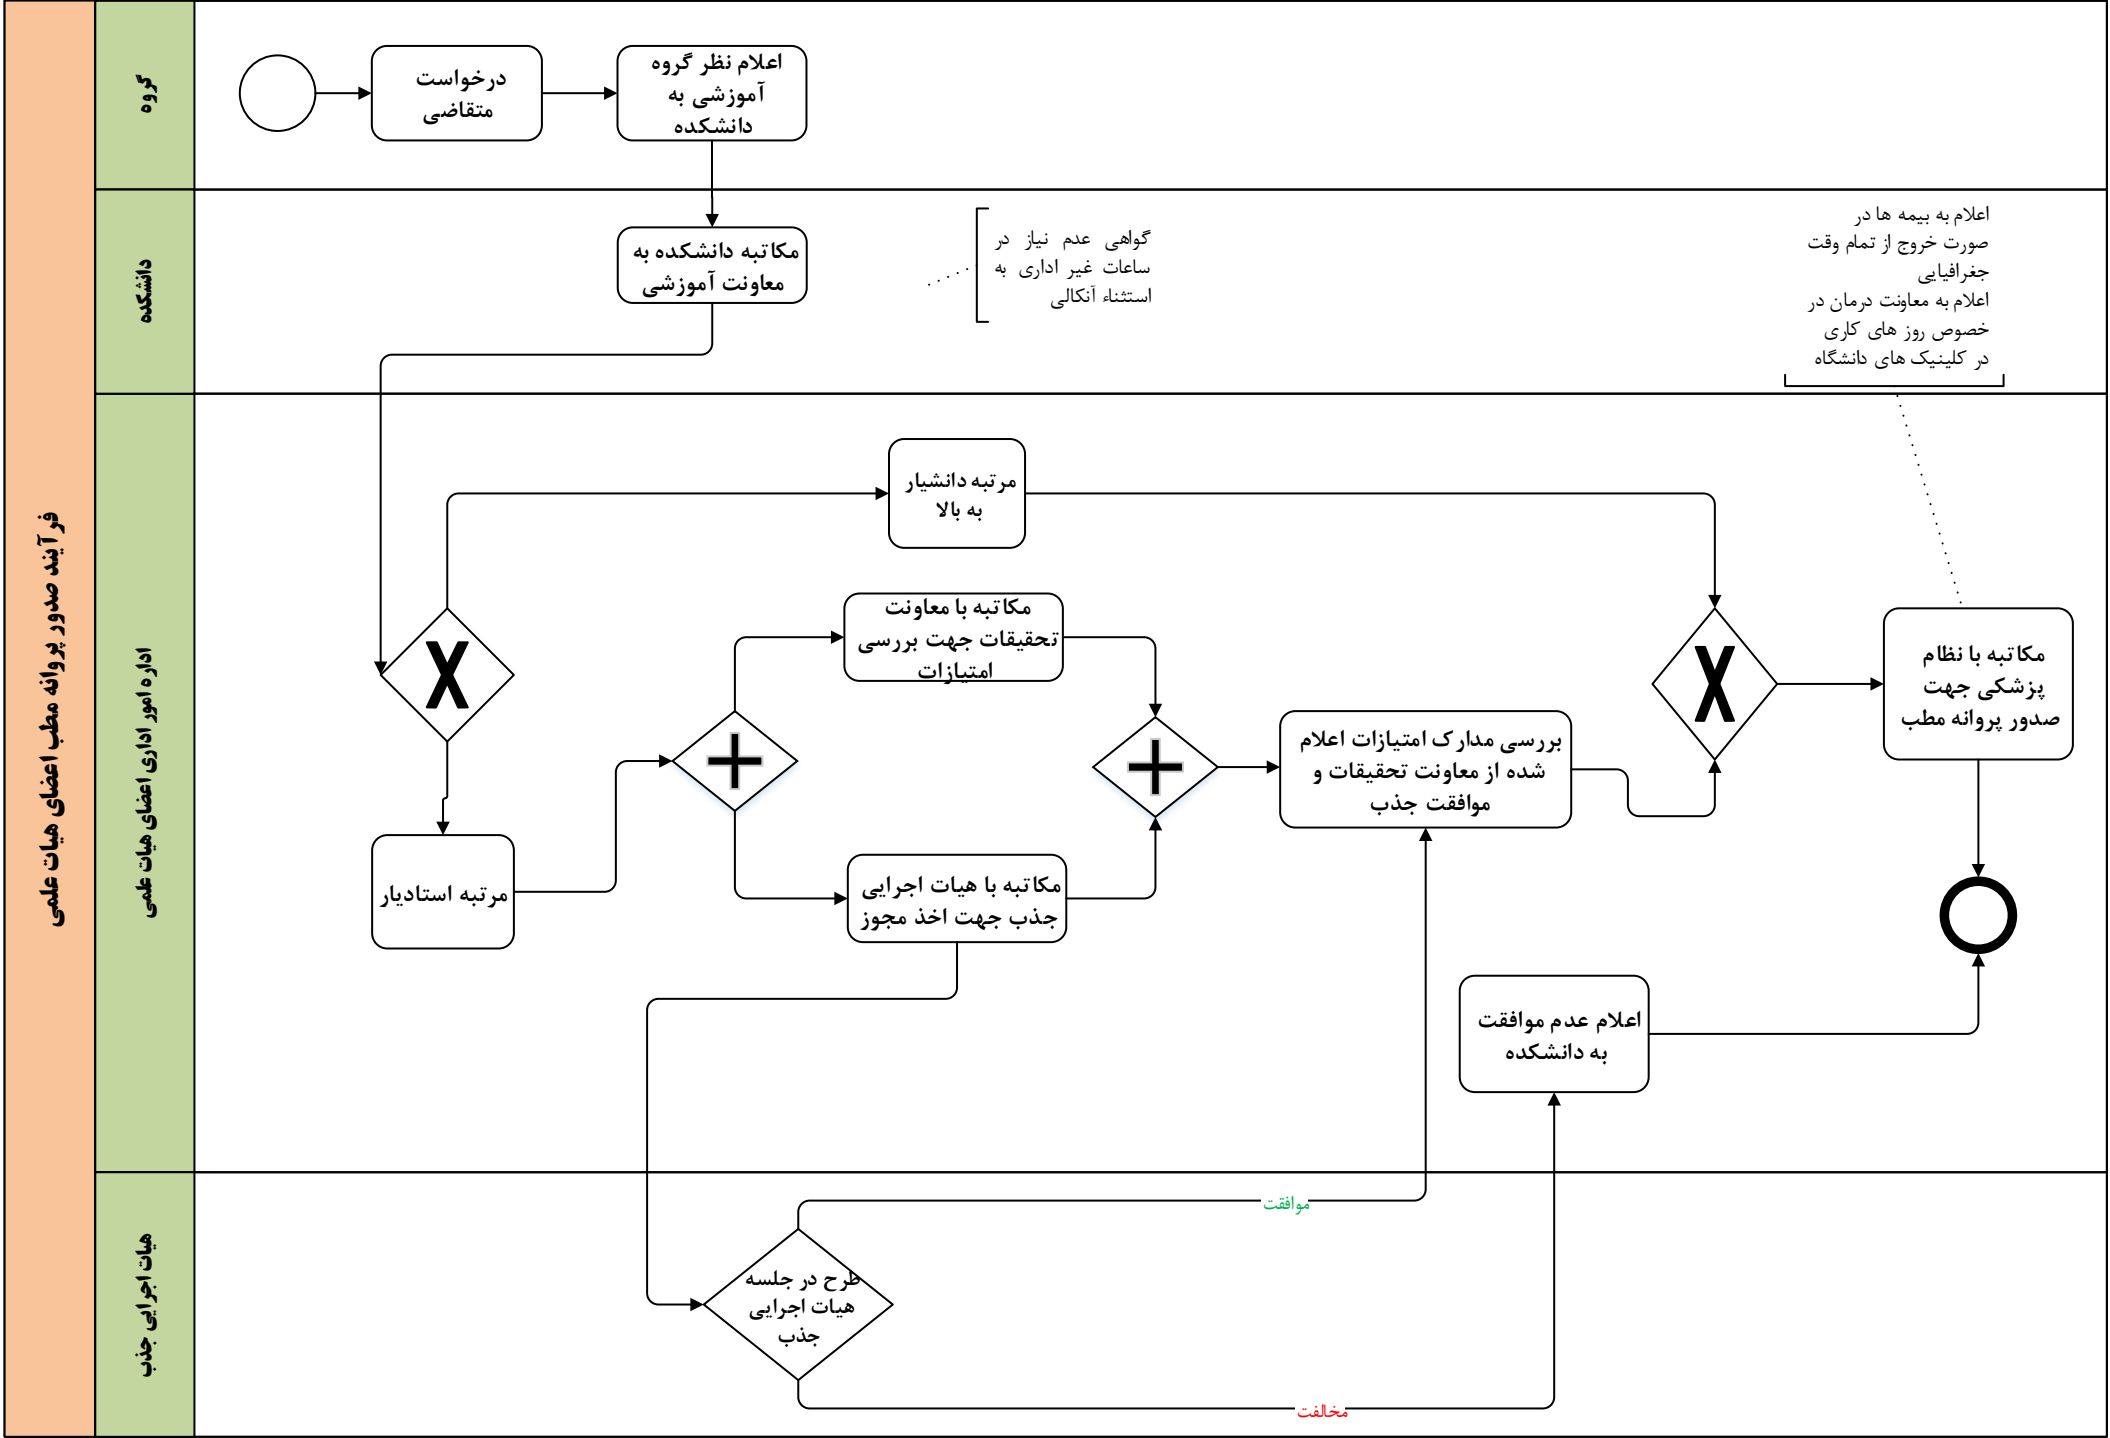 فرآیند صدور پروانه مطب اعضای هیات علمی
گروه
درخواست
متقاضی
اعلام نظر گروه
آموزشی به
دانشکده
دانشکده
مکاتبه دانشکده به
معاونت آموزشی
گواهی عدم نیاز در
ساعات غیر اداری به
استثناء آنکالی
اعلام به بیمه ها در
صورت خروج از تمام وقت
جغرافیایی
اعلام به معاونت درمان در
خصوص روز های کاری
در کلینیک های دانشگاه
اداره امور اداری اعضای هیات علمی
مرتبه دانشیار
به بالا
X
مرتبه استادیار
مکاتبه با معاونت
تحقیقات جهت بررسی
امتیازات
مکاتبه با هیات اجرایی
جذب جهت اخذ مجوز
بررسی مدارک امتیازات اعلام
شده از معاونت تحقیقات و
موافقت جذب
X
مکاتبه با نظام
پزشکی جهت
صدور پروانه مطب
اعلام عدم موافقت
به دانشکده
هیات اجرایی جذب
طرح در جلسه
هیات اجرایی
جذب
موافقت
مخالفت